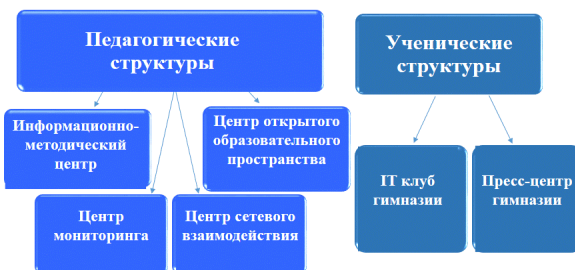 Педагогические
структуры
Ученические
структуры
Информационно-
методический
центр
Центр открытого
образовательного
пространства
Центр
мониторинга
Центр сетевого
взаимодействия
IT клуб
гимназии
Пресс-центр
гимназии